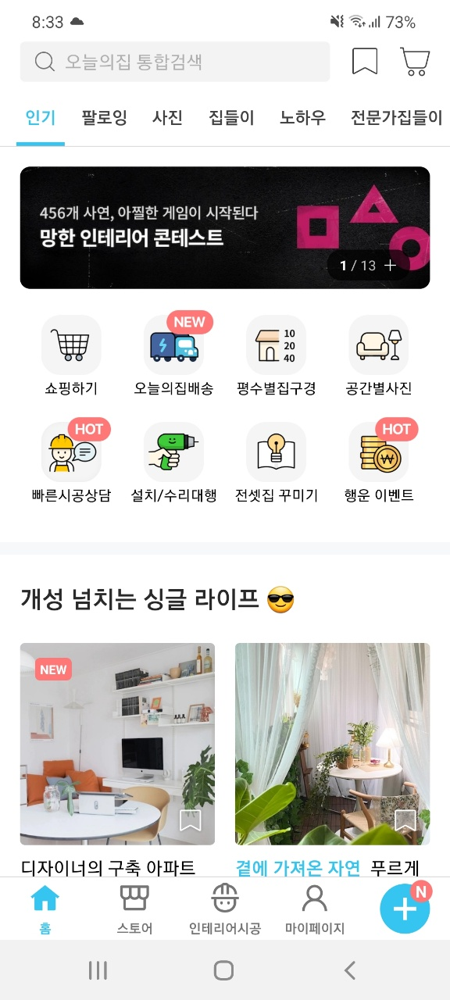 8:33
73%
오늘의집 통합검색
인기 팔로잉 사진 집들이 노하우 전문가집들이
456개 사연, 아찔한 게임이 시작된다
망한 인테리어 콘테스트
1 / 13 +
NEW
10
20
40
쇼핑하기 오늘의집배송 평수별집구경 공간별사진
HOT
HOT
빠른시공상담 설치/수리대행 전셋집 꾸미기 행운 이벤트
개성 넘치는 싱글 라이프 😎
NEW
디자이너의 구축 아파트
곁에 가져온 자연 푸르게
N
홈 스토어 인테리어시공 마이페이지